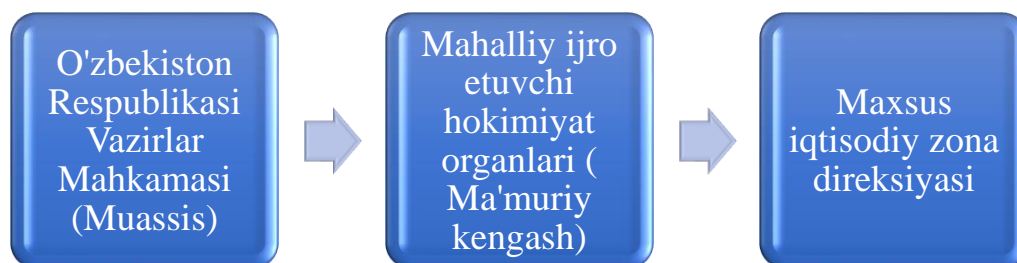 O'zbekiston
Respublikasi
Vazirlar
Mahkamasi
(Muassis)
Mahalliy ijro
etuvchi
hokimiyat
organlari (
Ma'muriy
kengash)
Maxsus
iqtisodiy zona
direksiyasi